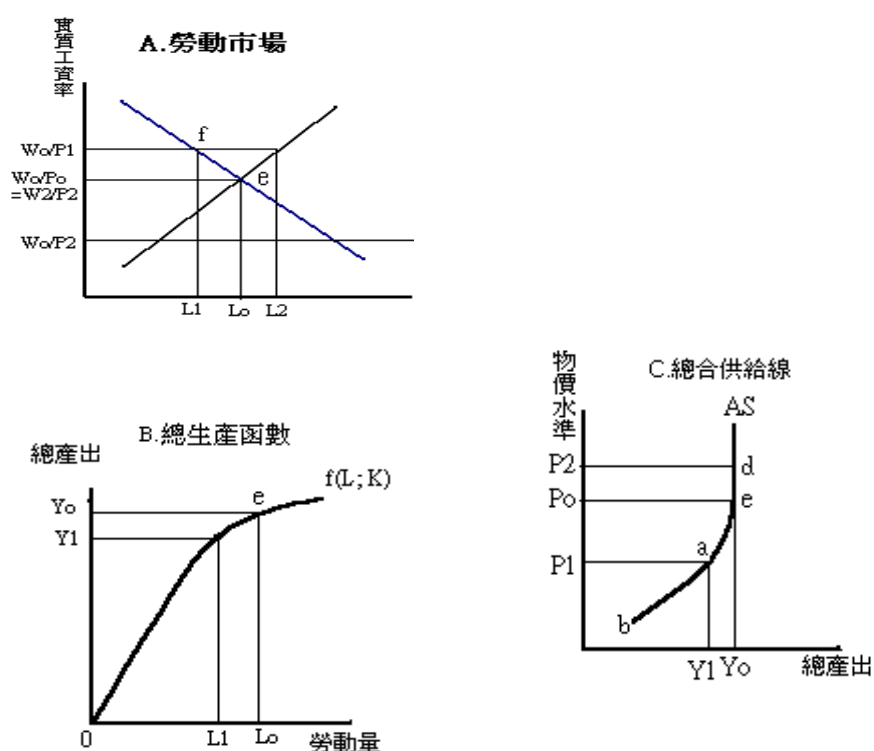 實質工資率
A.勞動市場
f
Wo/P1
Wo/Po
=W2/P2
e
Wo/P2
L1 Lo L2
物價水準
C.總合供給線
AS
P2
d
Po
e
a
P1
b
Y1 Yo 總產出
B.總生產函數
總產出
f(L;K)
Yo
e
Y1
0 L1 Lo 勞動量